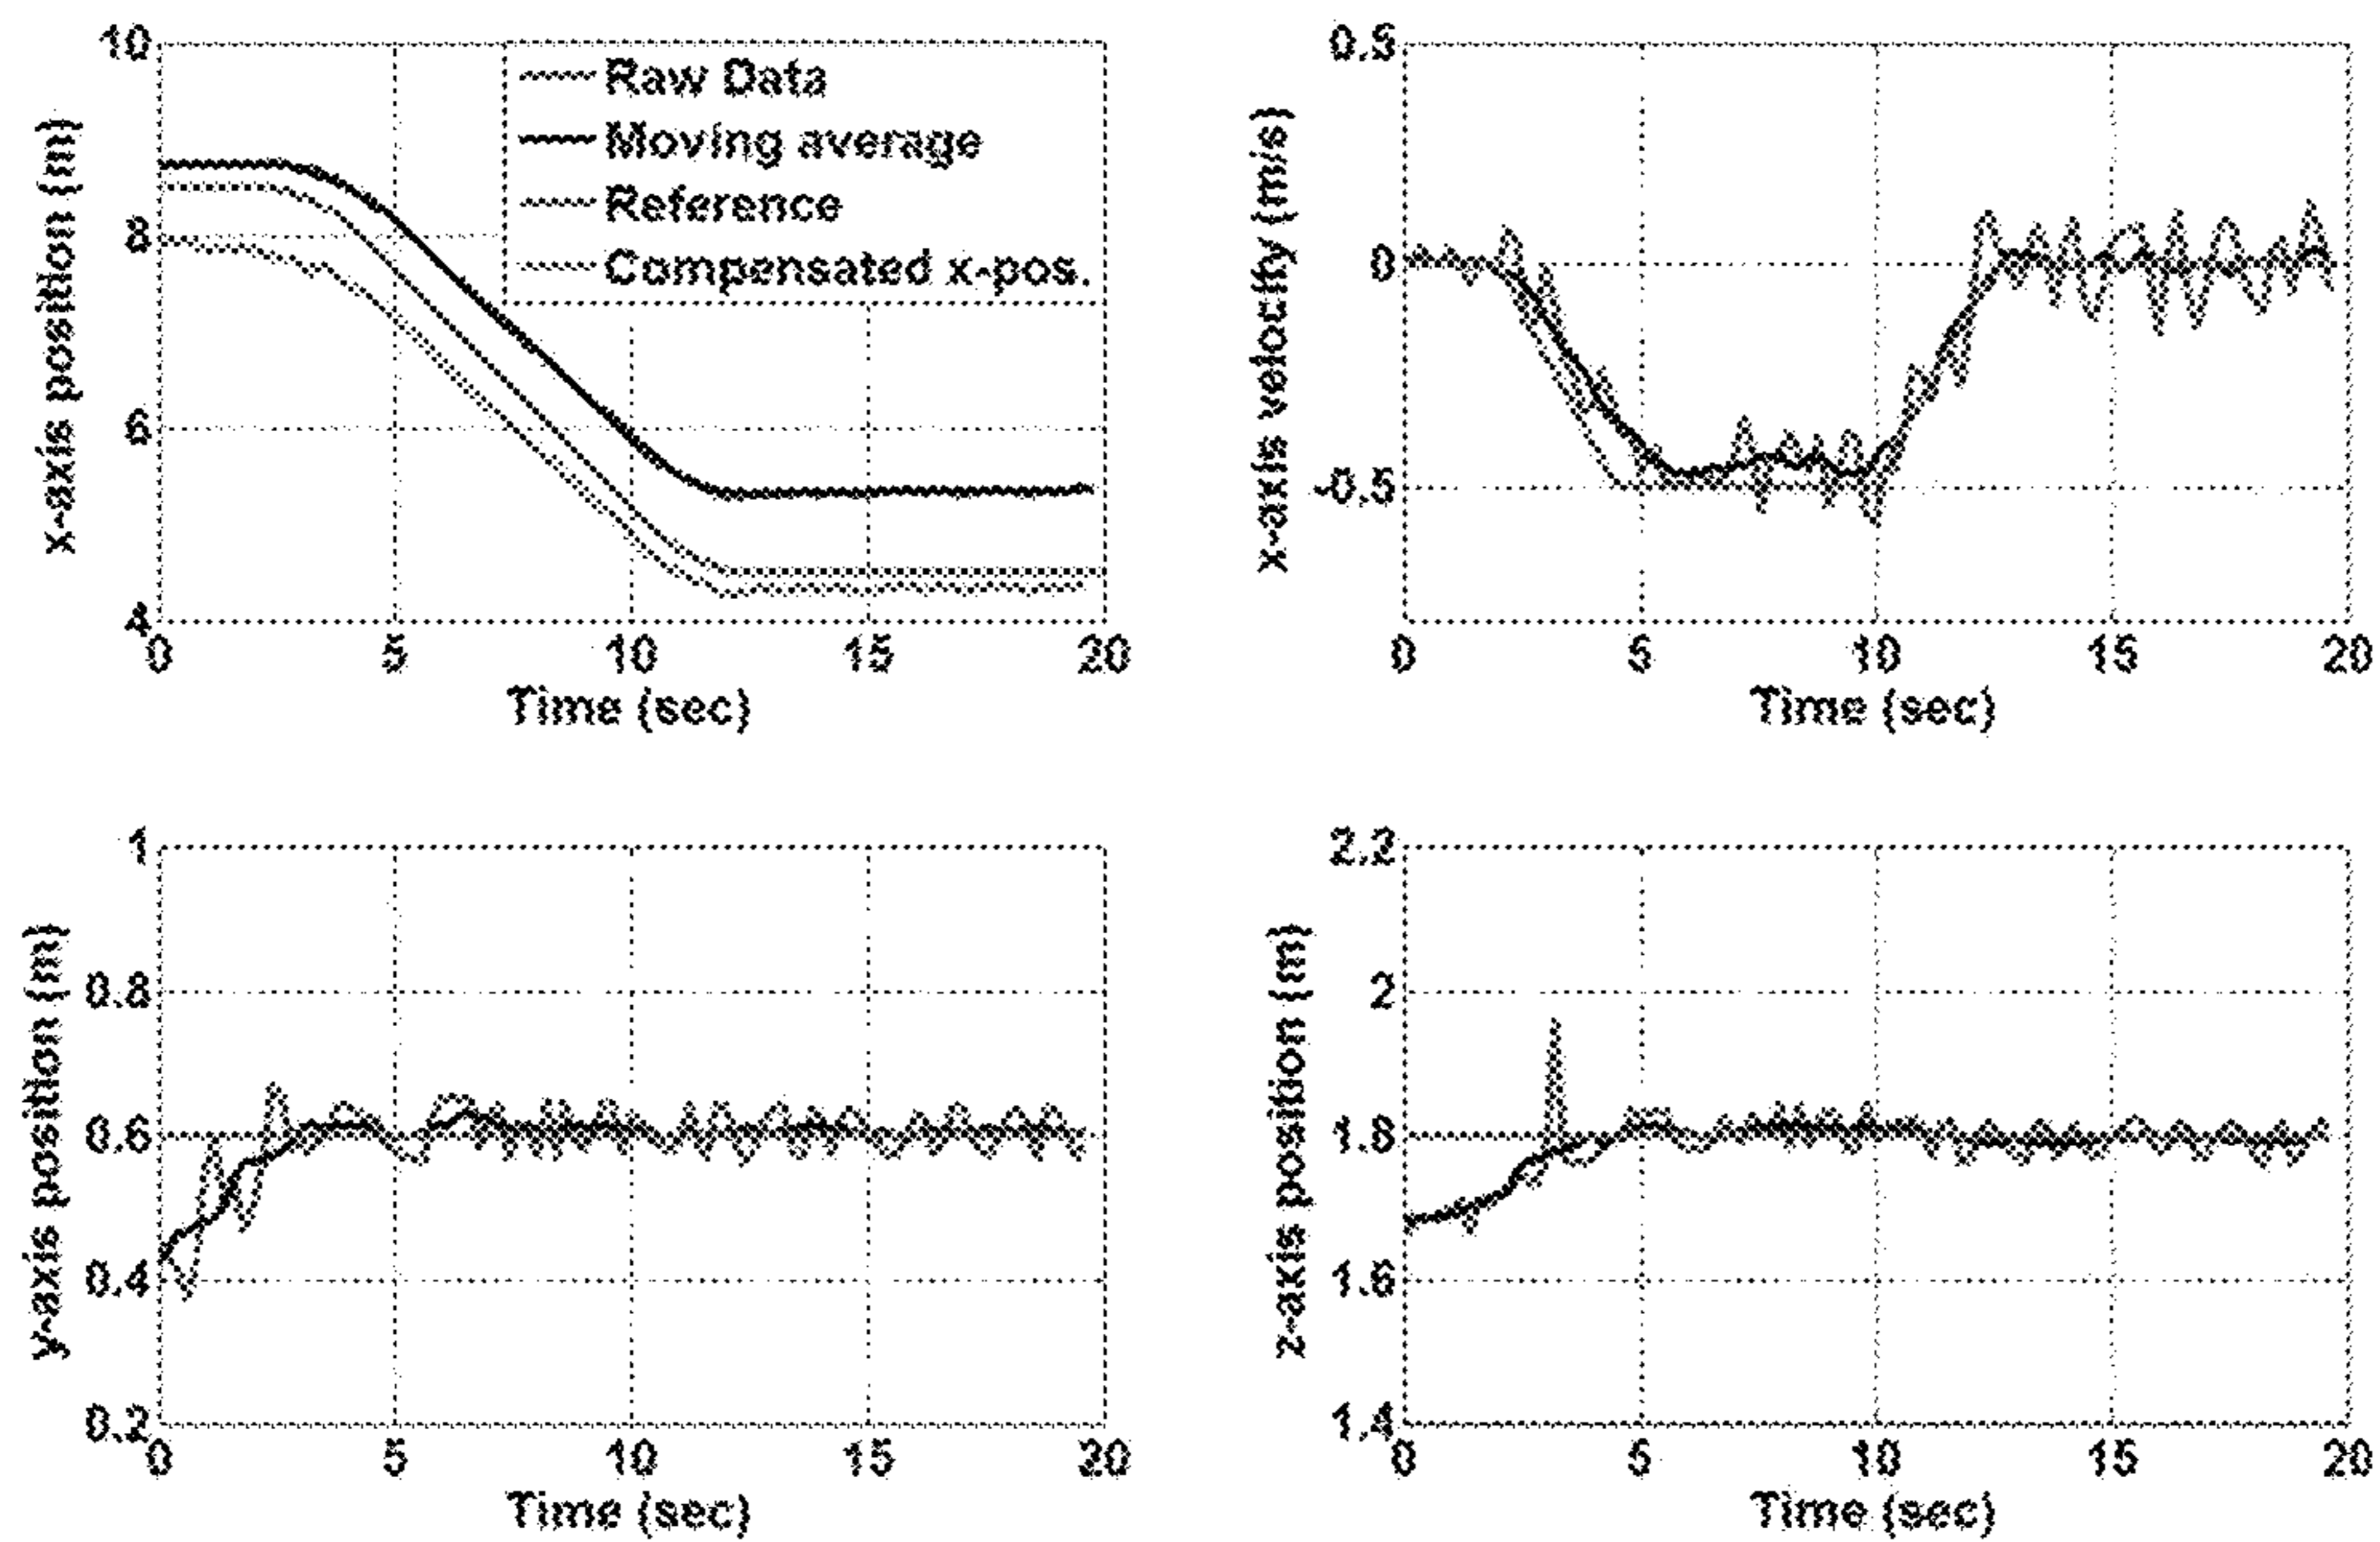 x-axis position (m)
10
8
6
4
Raw Data
Moving average
Reference
Compensated x-pos.
0 5 10 15 20
Time (sec)
x-axis velocity (m/s)
0.5
0
-0.5
0 5 10 15 20
Time (sec)
y-axis position (m)
1
0.8
0.6
0.4
0.2
0 5 10 15 20
Time (sec)
z-axis position (m)
2.2
2
1.8
1.6
1.4
0 5 10 15 20
Time (sec)